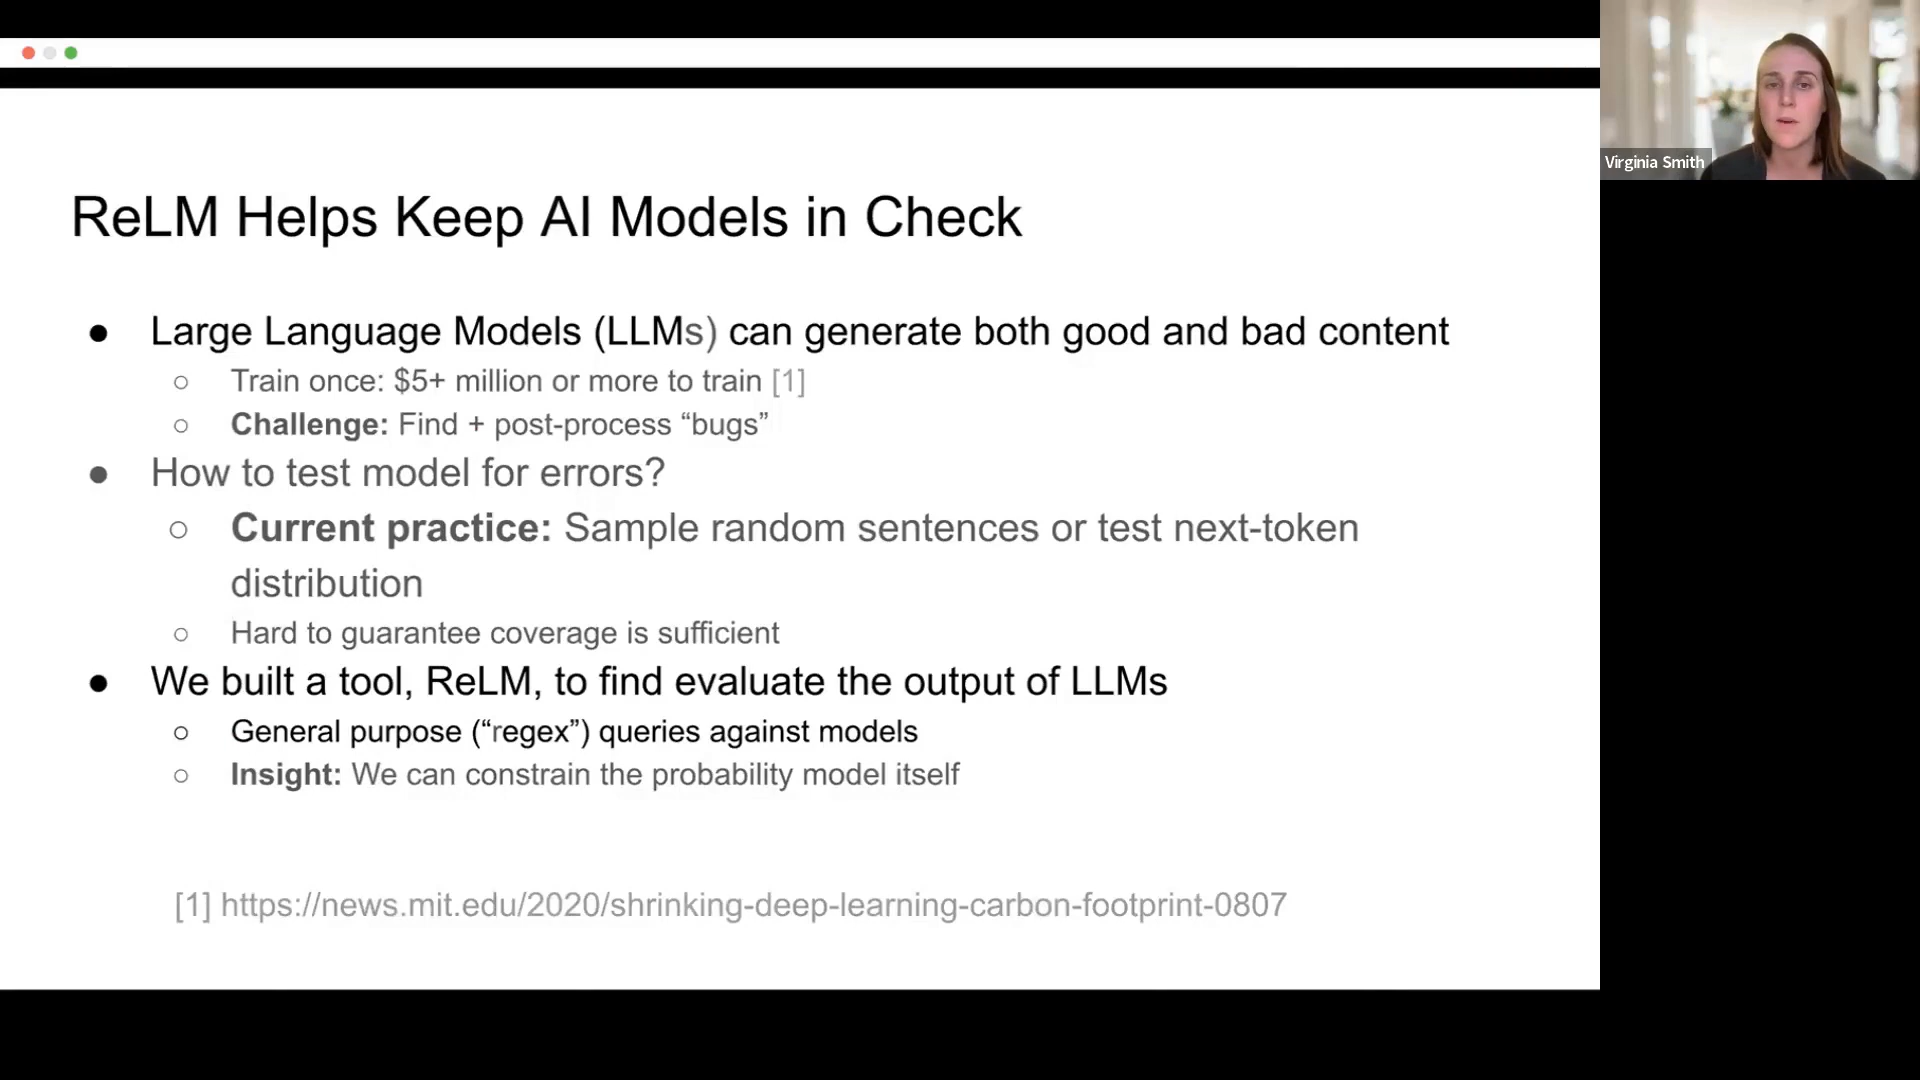 Virginia Smith
ReLM Helps Keep AI Models in Check
● Large Language Models (LLMs) can generate both good and bad content
○ Train once: $5+ million or more to train [1]
○ Challenge: Find + post-process “bugs”
● How to test model for errors?
○ Current practice: Sample random sentences or test next-token
distribution
○ Hard to guarantee coverage is sufficient
● We built a tool, ReLM, to find evaluate the output of LLMs
○ General purpose (“regex”) queries against models
○ Insight: We can constrain the probability model itself
[1] https://news.mit.edu/2020/shrinking-deep-learning-carbon-footprint-0807